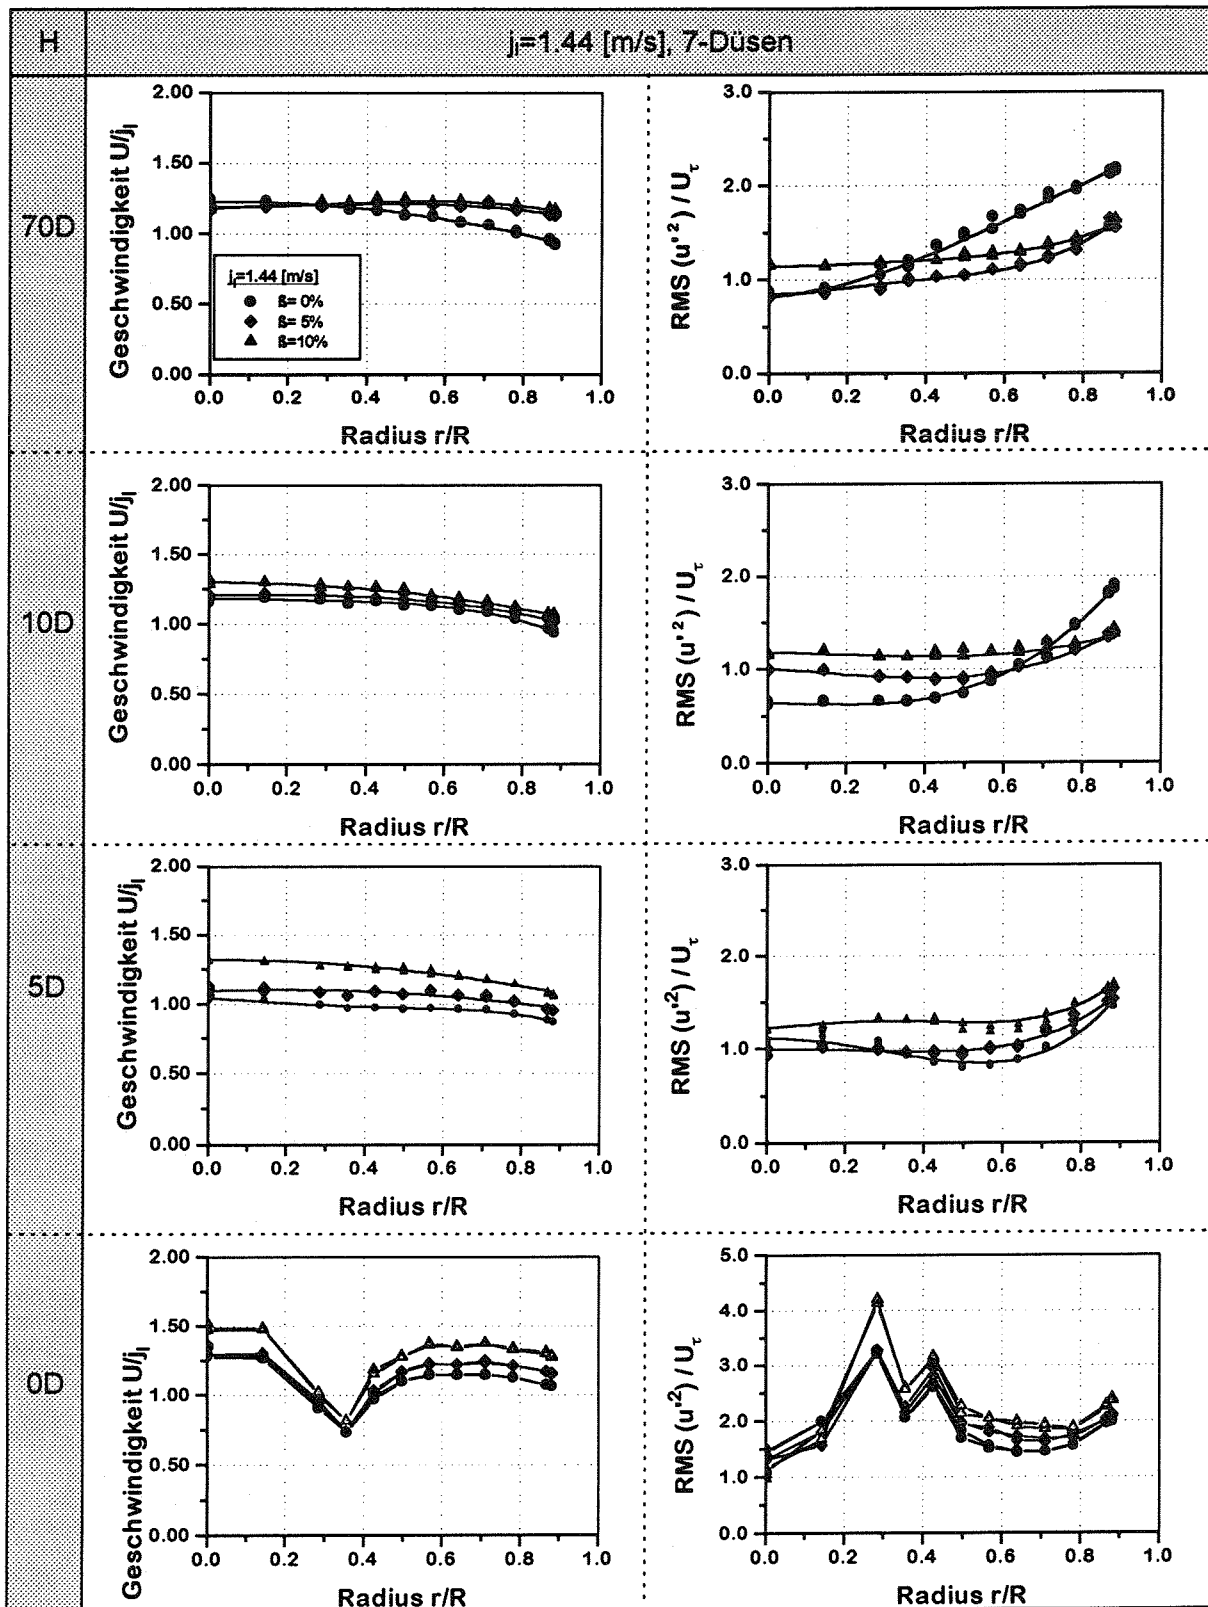 H
j_l=1.44 [m/s], 7-Düsen
70D
Geschwindigkeit U/j_l
2.00
1.50
1.00
0.50
0.00
j_l=1.44 [m/s]
ß= 0%
ß= 5%
ß=10%
0.0 0.2 0.4 0.6 0.8 1.0
Radius r/R
RMS (u'²) / U_τ
3.0
2.0
1.0
0.0
0.0 0.2 0.4 0.6 0.8 1.0
Radius r/R
10D
Geschwindigkeit U/j_l
2.00
1.50
1.00
0.50
0.00
0.0 0.2 0.4 0.6 0.8 1.0
Radius r/R
RMS (u'²) / U_τ
3.0
2.0
1.0
0.0
0.0 0.2 0.4 0.6 0.8 1.0
Radius r/R
5D
Geschwindigkeit U/j_l
2.00
1.50
1.00
0.50
0.00
0.0 0.2 0.4 0.6 0.8 1.0
Radius r/R
RMS (u'²) / U_τ
3.0
2.0
1.0
0.0
0.0 0.2 0.4 0.6 0.8 1.0
Radius r/R
0D
Geschwindigkeit U/j_l
2.00
1.50
1.00
0.50
0.00
0.0 0.2 0.4 0.6 0.8 1.0
Radius r/R
RMS (u'²) / U_τ
5.0
4.0
3.0
2.0
1.0
0.0
0.0 0.2 0.4 0.6 0.8 1.0
Radius r/R